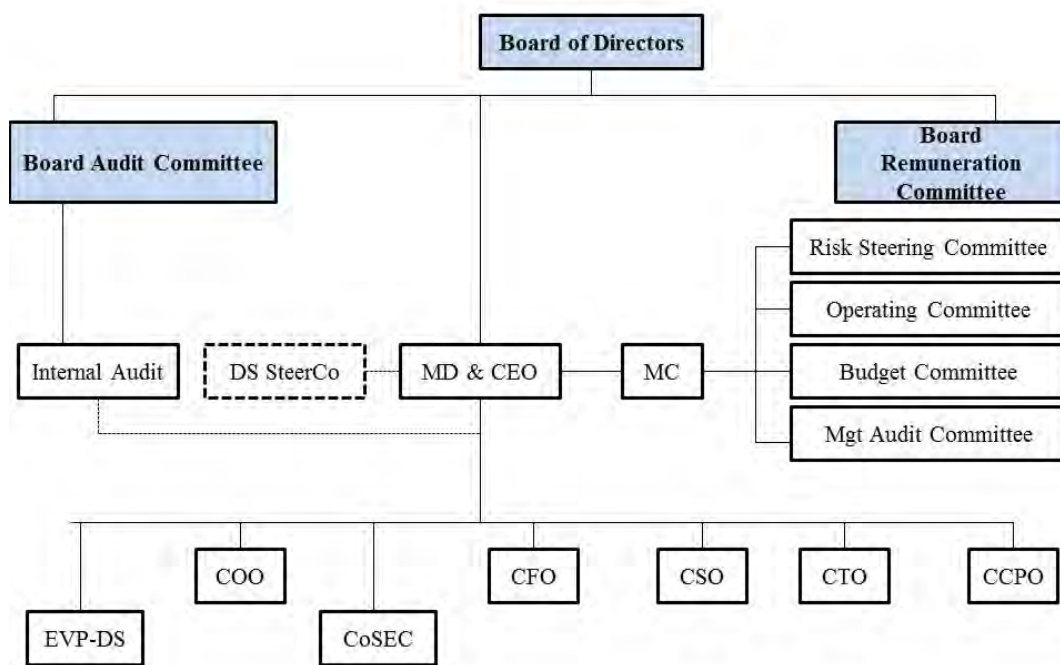 Board of Directors
Board Audit Committee
Board
Remuneration
Committee
Risk Steering Committee
Operating Committee
Internal Audit
DS SteerCo
MD & CEO
MC
Budget Committee
Mgt Audit Committee
COO
CFO
CSO
CTO
CCPO
EVP-DS
CoSEC